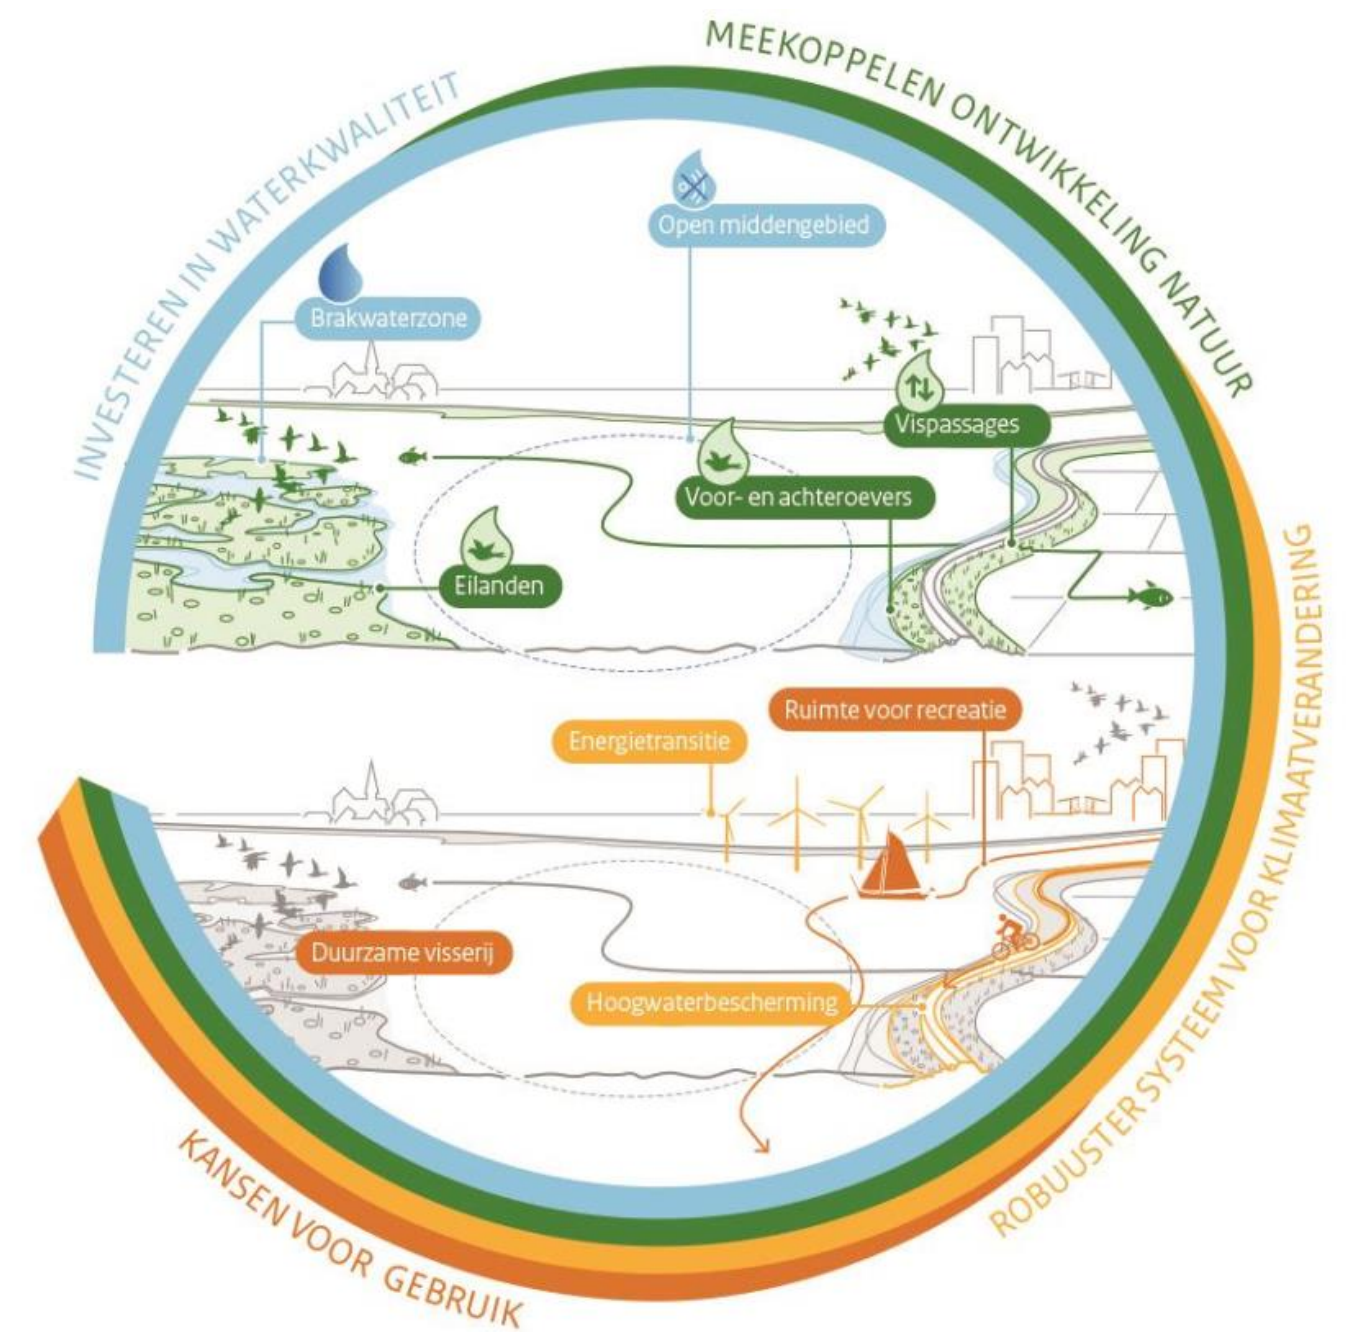 MEEKOPPELEN ONTWIKKELING NATUUR
INVESTEREN IN WATERKWALITEIT
Open middengebied
Brakwaterzone
Vispassages
Voor- en achteroevers
Eilanden
ROBUUSTER SYSTEEM VOOR KLIMAATVERANDERING
Ruimte voor recreatie
Energietransitie
Duurzame visserij
Hoogwaterbescherming
KANSEN VOOR GEBRUIK